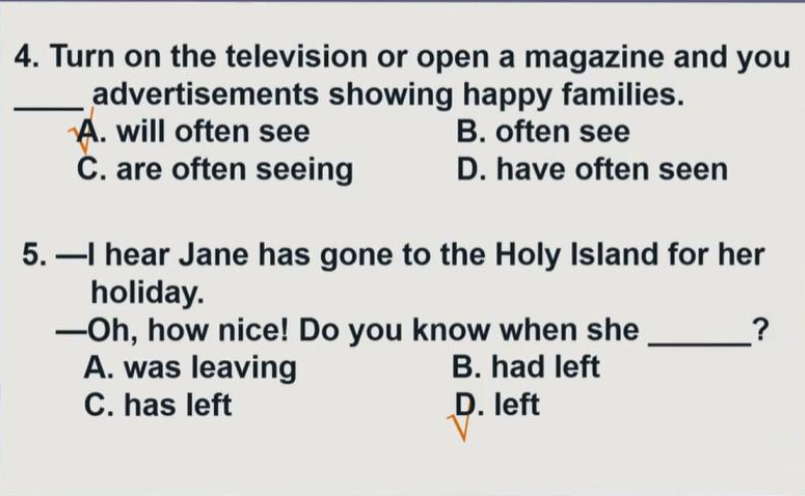 4. Turn on the television or open a magazine and you
____ advertisements showing happy families.
A. will often see B. often see
C. are often seeing D. have often seen
5. —I hear Jane has gone to the Holy Island for her
holiday.
—Oh, how nice! Do you know when she ______?
A. was leaving B. had left
C. has left D. left